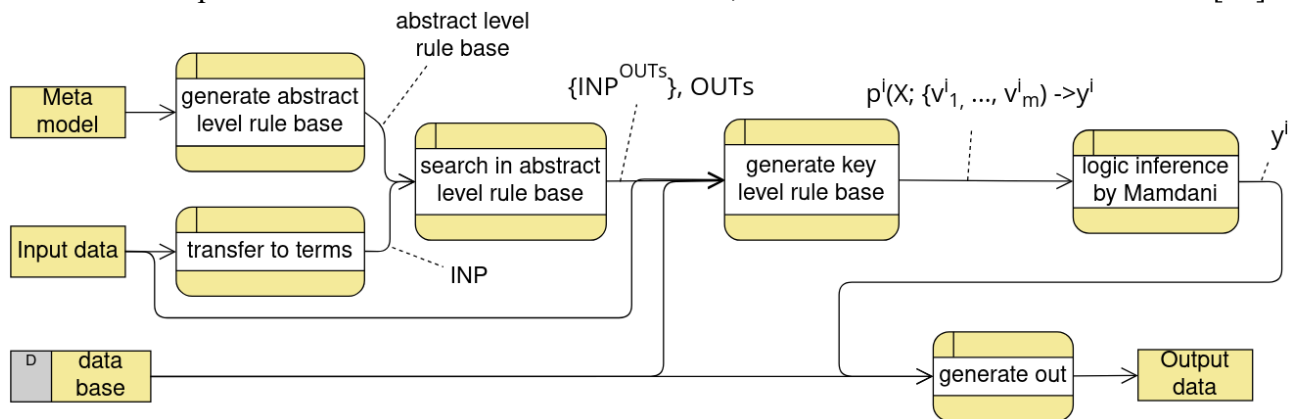 abstract level
rule base
{INP^OUTs}, OUTs
p^i(X; {v^i_1, ..., v^i_m) ->y^i
Meta
model
generate abstract
level rule base
search in abstract
level rule base
generate key
level rule base
logic inference
by Mamdani
y^i
Input data
transfer to terms
INP
D
data
base
generate out
Output
data